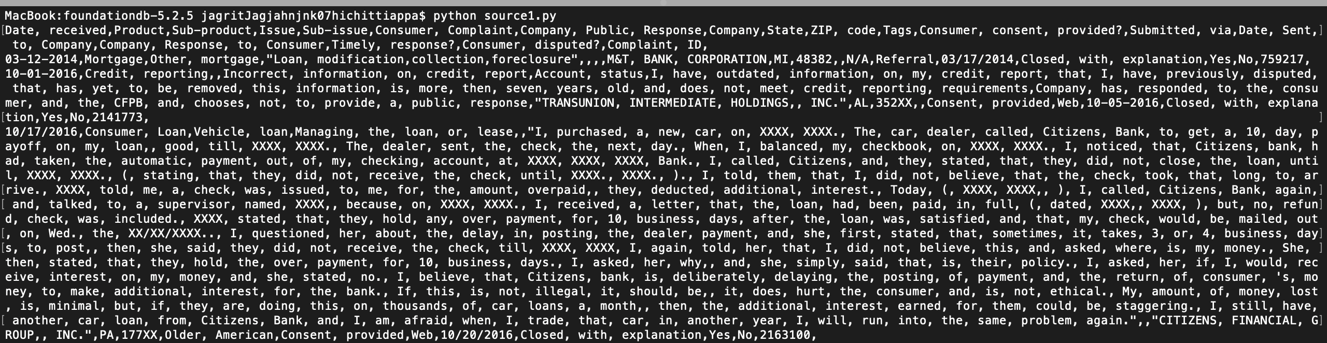 MacBook:foundationdb-5.2.5 jagritJagjahnjnk07hichittiappa$ python source1.py
[Date, received,Product,Sub-product,Issue,Sub-issue,Consumer, Complaint,Company, Public, Response,Company,State,ZIP, code,Tags,Consumer, consent, provided?,Submitted, via,Date, Sent,]
 to, Company,Company, Response, to, Consumer,Timely, response?,Consumer, disputed?,Complaint, ID,
03-12-2014,Mortgage,Other, mortgage,"Loan, modification,collection,foreclosure",,,,M&T, BANK, CORPORATION,MI,48382,,N/A,Referral,03/17/2014,Closed, with, explanation,Yes,No,759217,
10-01-2016,Credit, reporting,,Incorrect, information, on, credit, report,Account, status,I, have, outdated, information, on, my, credit, report, that, I, have, previously, disputed,
 that, has, yet, to, be, removed, this, information, is, more, then, seven, years, old, and, does, not, meet, credit, reporting, requirements,Company, has, responded, to, the, consu
mer, and, the, CFPB, and, chooses, not, to, provide, a, public, response,"TRANSUNION, INTERMEDIATE, HOLDINGS,, INC.",AL,352XX,,Consent, provided,Web,10-05-2016,Closed, with, explana
[tion,Yes,No,2141773, ]
10/17/2016,Consumer, Loan,Vehicle, loan,Managing, the, loan, or, lease,,"I, purchased, a, new, car, on, XXXX, XXXX., The, car, dealer, called, Citizens, Bank, to, get, a, 10, day, p
ayoff, on, my, loan,, good, till, XXXX, XXXX., The, dealer, sent, the, check, the, next, day., When, I, balanced, my, checkbook, on, XXXX, XXXX., I, noticed, that, Citizens, bank, h
ad, taken, the, automatic, payment, out, of, my, checking, account, at, XXXX, XXXX, XXXX, Bank., I, called, Citizens, and, they, stated, that, they, did, not, close, the, loan, unti
l, XXXX, XXXX., (, stating, that, they, did, not, receive, the, check, until, XXXX., XXXX., )., I, told, them, that, I, did, not, believe, that, the, check, took, that, long, to, ar
[rive., XXXX, told, me, a, check, was, issued, to, me, for, the, amount, overpaid,, they, deducted, additional, interest., Today, (, XXXX, XXXX,, ), I, called, Citizens, Bank, again,]
[ and, talked, to, a, supervisor, named, XXXX,, because, on, XXXX, XXXX., I, received, a, letter, that, the, loan, had, been, paid, in, full, (, dated, XXXX,, XXXX, ), but, no, refun]
d, check, was, included., XXXX, stated, that, they, hold, any, over, payment, for, 10, business, days, after, the, loan, was, satisfied, and, that, my, check, would, be, mailed, out
[, on, Wed., the, XX/XX/XXXX.., I, questioned, her, about, the, delay, in, posting, the, dealer, payment, and, she, first, stated, that, sometimes, it, takes, 3, or, 4, business, day]
[s, to, post,, then, she, said, they, did, not, receive, the, check, till, XXXX, XXXX, I, again, told, her, that, I, did, not, believe, this, and, asked, where, is, my, money., She, ]
then, stated, that, they, hold, the, over, payment, for, 10, business, days., I, asked, her, why,, and, she, simply, said, that, is, their, policy., I, asked, her, if, I, would, rec
eive, interest, on, my, money, and, she, stated, no., I, believe, that, Citizens, bank, is, deliberately, delaying, the, posting, of, payment, and, the, return, of, consumer, 's, mo
ney, to, make, additional, interest, for, the, bank., If, this, is, not, illegal, it, should, be,, it, does, hurt, the, consumer, and, is, not, ethical., My, amount, of, money, lost
, is, minimal, but, if, they, are, doing, this, on, thousands, of, car, loans, a, month,, then, the, additional, interest, earned, for, them, could, be, staggering., I, still, have,
[ another, car, loan, from, Citizens, Bank, and, I, am, afraid, when, I, trade, that, car, in, another, year, I, will, run, into, the, same, problem, again.",,"CITIZENS, FINANCIAL, G]
ROUP,, INC.",PA,177XX,Older, American,Consent, provided,Web,10/20/2016,Closed, with, explanation,Yes,No,2163100,